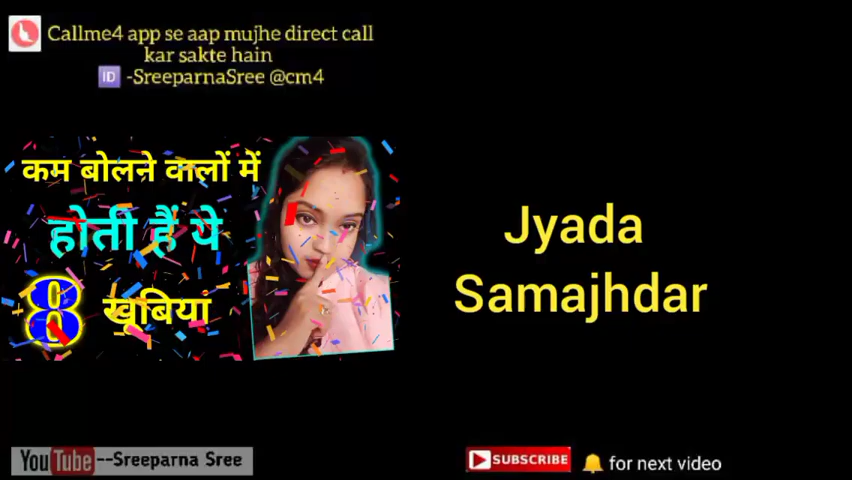 Callme4 app se aap mujhe direct call
kar sakte hain
🆔 -SreeparnaSree @cm4
कम बोलने वालों में
होती हैं ये
8 खूबियां
Jyada
Samajhdar
YouTube--Sreeparna Sree
SUBSCRIBE 🔔 for next video